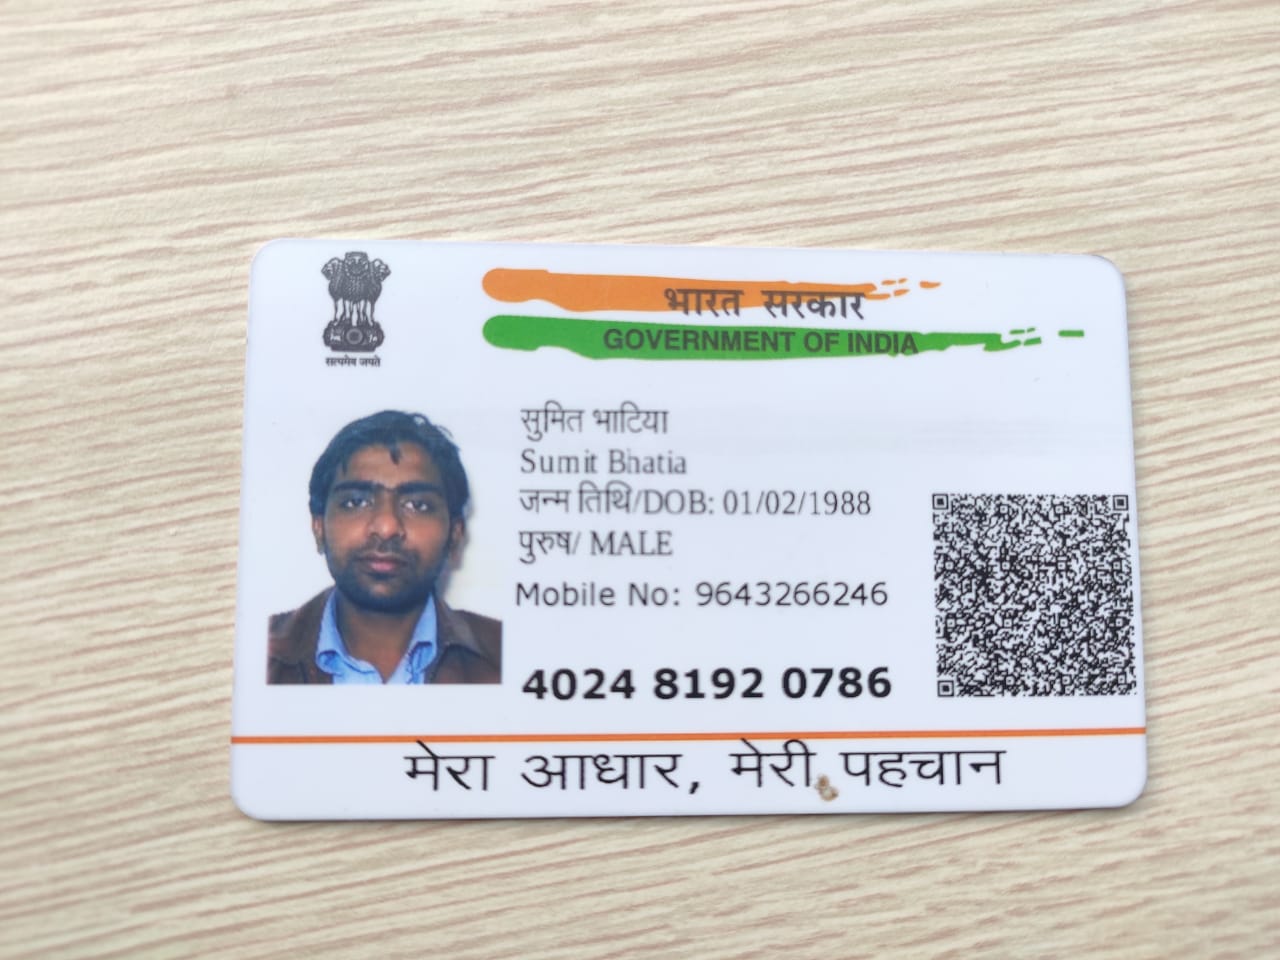 भारत सरकार
GOVERNMENT OF INDIA
सत्यमेव जयते
सुमित भाटिया
Sumit Bhatia
जन्म तिथि/DOB: 01/02/1988
पुरुष/ MALE
Mobile No: 9643266246
4024 8192 0786
मेरा आधार, मेरी पहचान